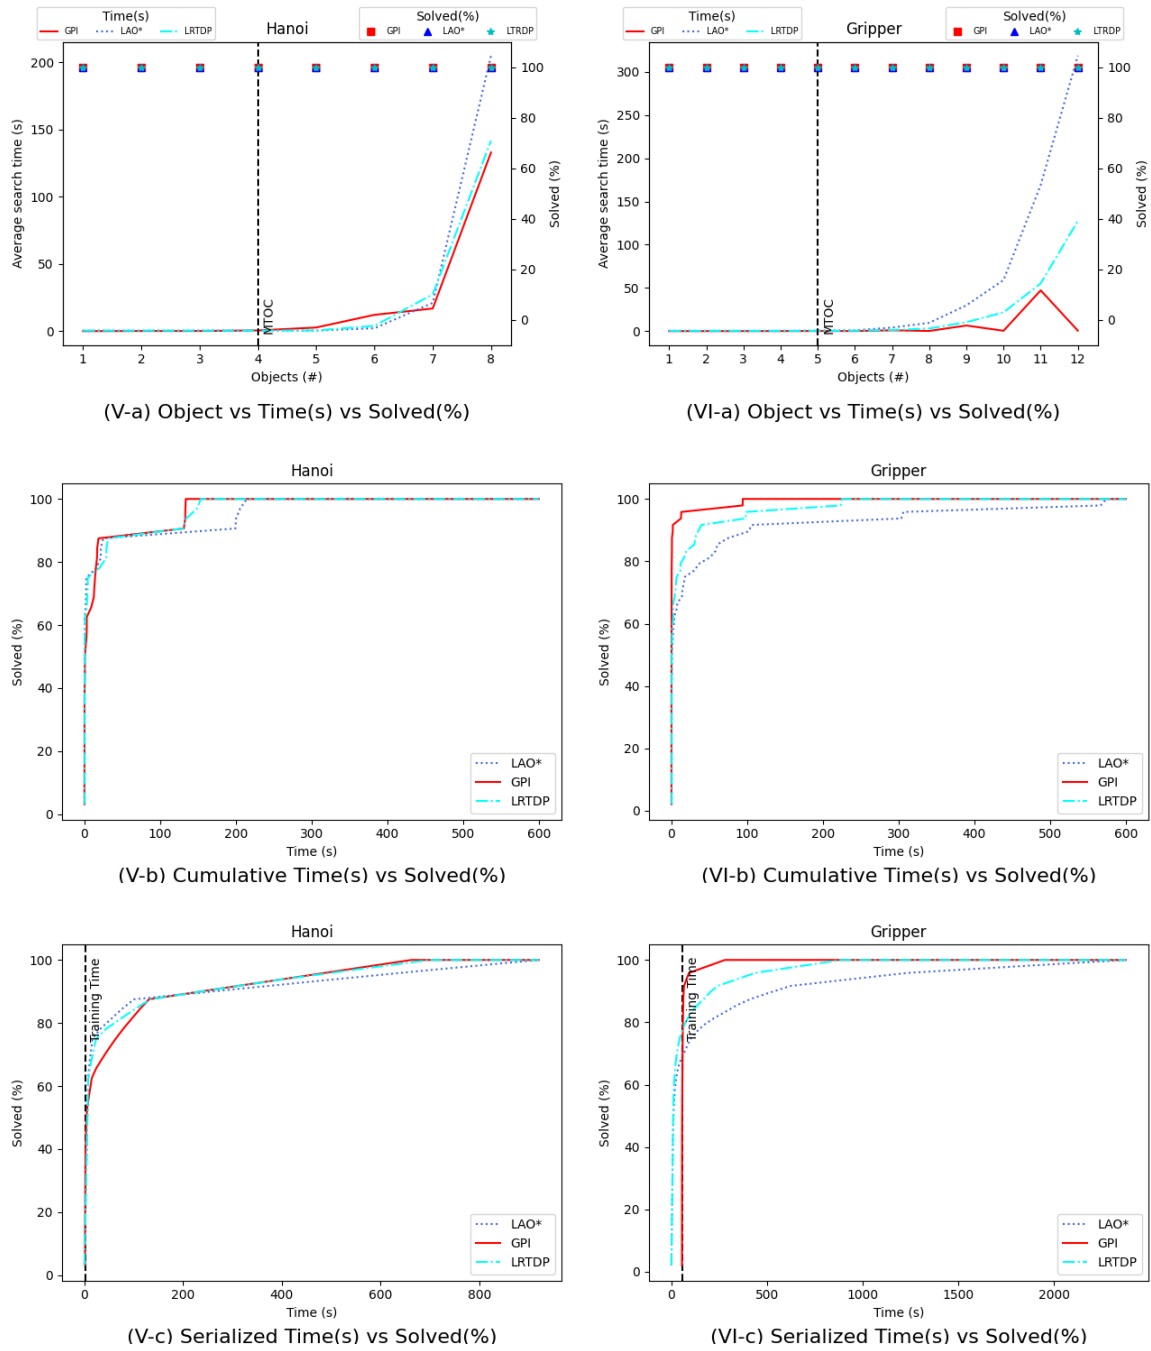 Time(s)
GPI LAO* LRTDP
Hanoi
Solved(%)
GPI LAO* LTRDP
200
150
100
50
0
Average search time (s)
100
80
60
40
20
0
Solved (%)
MTOC
1 2 3 4 5 6 7 8
Objects (#)
(V-a) Object vs Time(s) vs Solved(%)
Time(s)
GPI LAO* LRTDP
Gripper
Solved(%)
GPI LAO* LTRDP
300
250
200
150
100
50
0
Average search time (s)
100
80
60
40
20
0
Solved (%)
MTOC
1 2 3 4 5 6 7 8 9 10 11 12
Objects (#)
(VI-a) Object vs Time(s) vs Solved(%)
Hanoi
100
80
60
40
20
0
Solved (%)
LAO*
GPI
LRTDP
0 100 200 300 400 500 600
Time (s)
(V-b) Cumulative Time(s) vs Solved(%)
Gripper
100
80
60
40
20
0
Solved (%)
LAO*
GPI
LRTDP
0 100 200 300 400 500 600
Time (s)
(VI-b) Cumulative Time(s) vs Solved(%)
Hanoi
100
80
60
40
20
0
Solved (%)
Training Time
LAO*
GPI
LRTDP
0 200 400 600 800
Time (s)
(V-c) Serialized Time(s) vs Solved(%)
Gripper
100
80
60
40
20
0
Solved (%)
Training Time
LAO*
GPI
LRTDP
0 500 1000 1500 2000
Time (s)
(VI-c) Serialized Time(s) vs Solved(%)